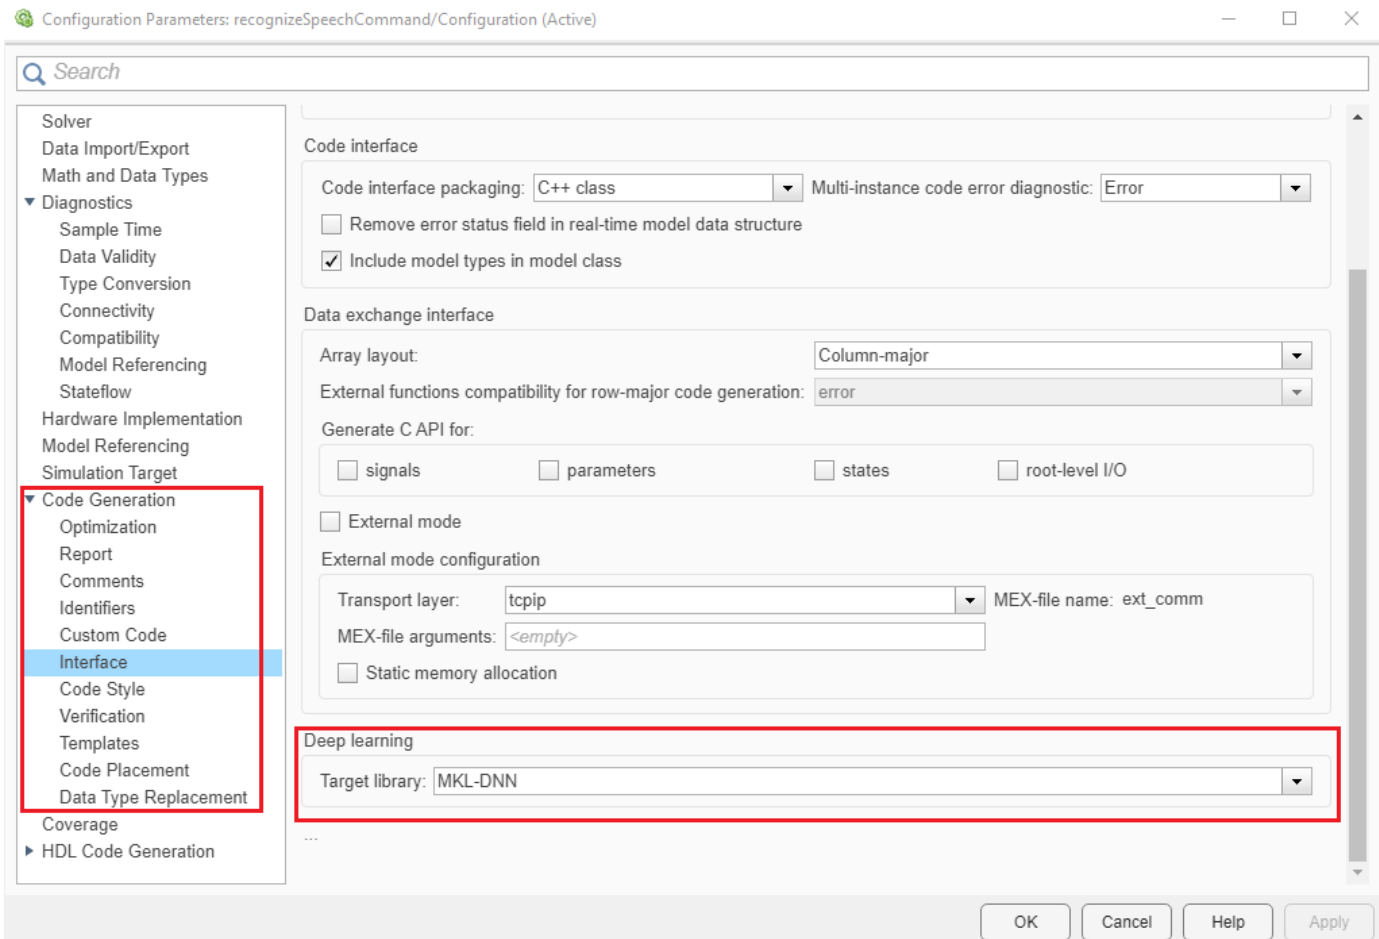 Configuration Parameters: recognizeSpeechCommand/Configuration (Active)
Search
Solver
Data Import/Export
Math and Data Types
Diagnostics
Sample Time
Data Validity
Type Conversion
Connectivity
Compatibility
Model Referencing
Stateflow
Hardware Implementation
Model Referencing
Simulation Target
Code Generation
Optimization
Report
Comments
Identifiers
Custom Code
Interface
Code Style
Verification
Templates
Code Placement
Data Type Replacement
Coverage
HDL Code Generation
Code interface
Code interface packaging: C++ class Multi-instance code error diagnostic: Error
Remove error status field in real-time model data structure
Include model types in model class
Data exchange interface
Array layout: Column-major
External functions compatibility for row-major code generation: error
Generate C API for:
signals parameters states root-level I/O
External mode
External mode configuration
Transport layer: tcpip MEX-file name: ext_comm
MEX-file arguments: <empty>
Static memory allocation
Deep learning
Target library: MKL-DNN
...
OK Cancel Help Apply